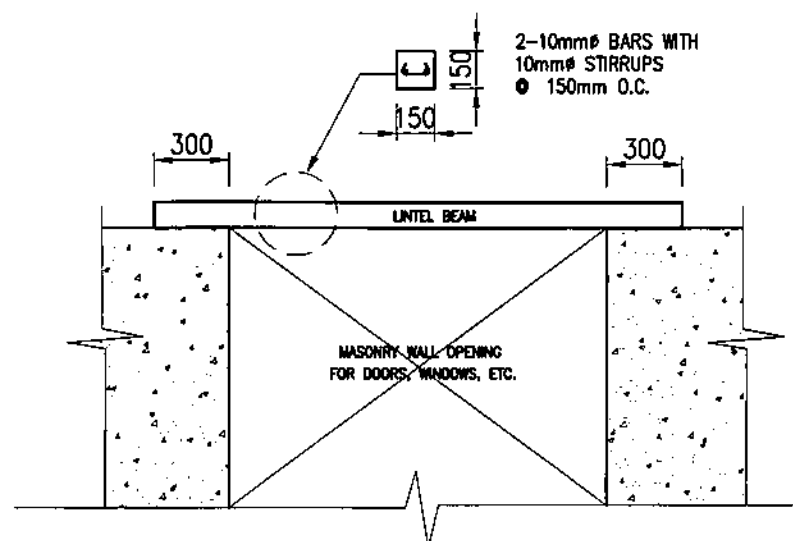 2-10mmø BARS WITH
10mmø STIRRUPS
@ 150mm O.C.
150
150
300
300
LINTEL BEAM
MASONRY WALL OPENING
FOR DOORS, WINDOWS, ETC.